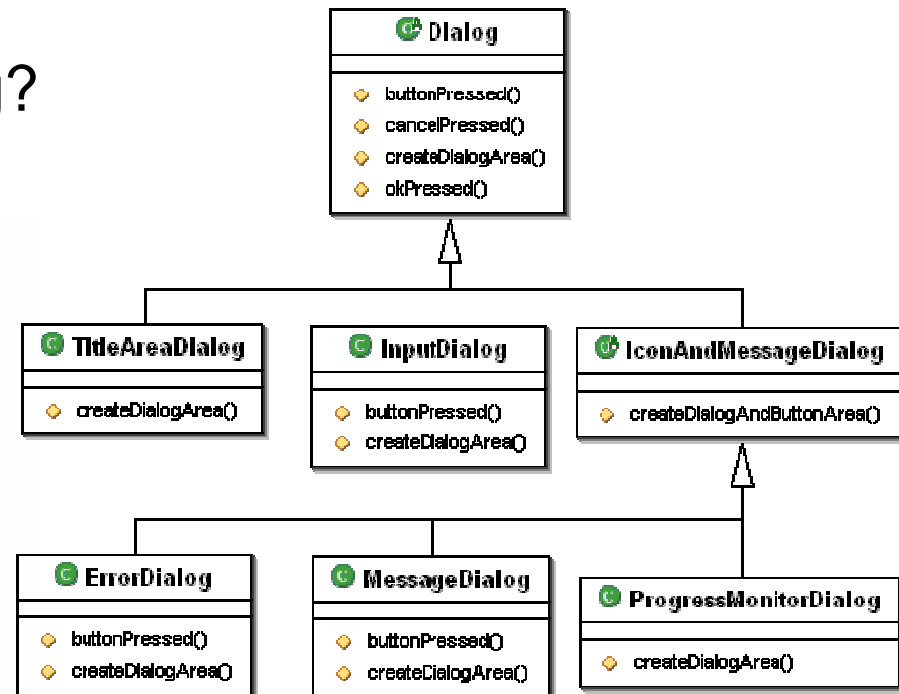 g?
Dialog
buttonPressed()
cancelPressed()
createDialogArea()
okPressed()
TitleAreaDialog
createDialogArea()
InputDialog
buttonPressed()
createDialogArea()
IconAndMessageDialog
createDialogAndButtonArea()
ErrorDialog
buttonPressed()
createDialogArea()
MessageDialog
buttonPressed()
createDialogArea()
ProgressMonitorDialog
createDialogArea()